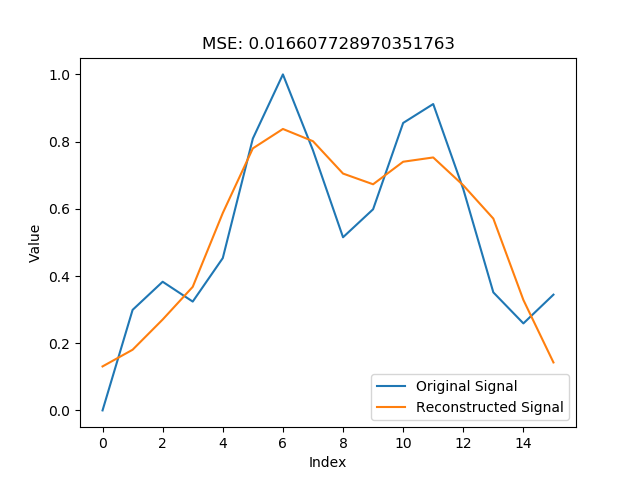 MSE: 0.016607728970351763
1.0
0.8
0.6
0.4
0.2
0.0
Value
0 2 4 6 8 10 12 14
Index
Original Signal
Reconstructed Signal